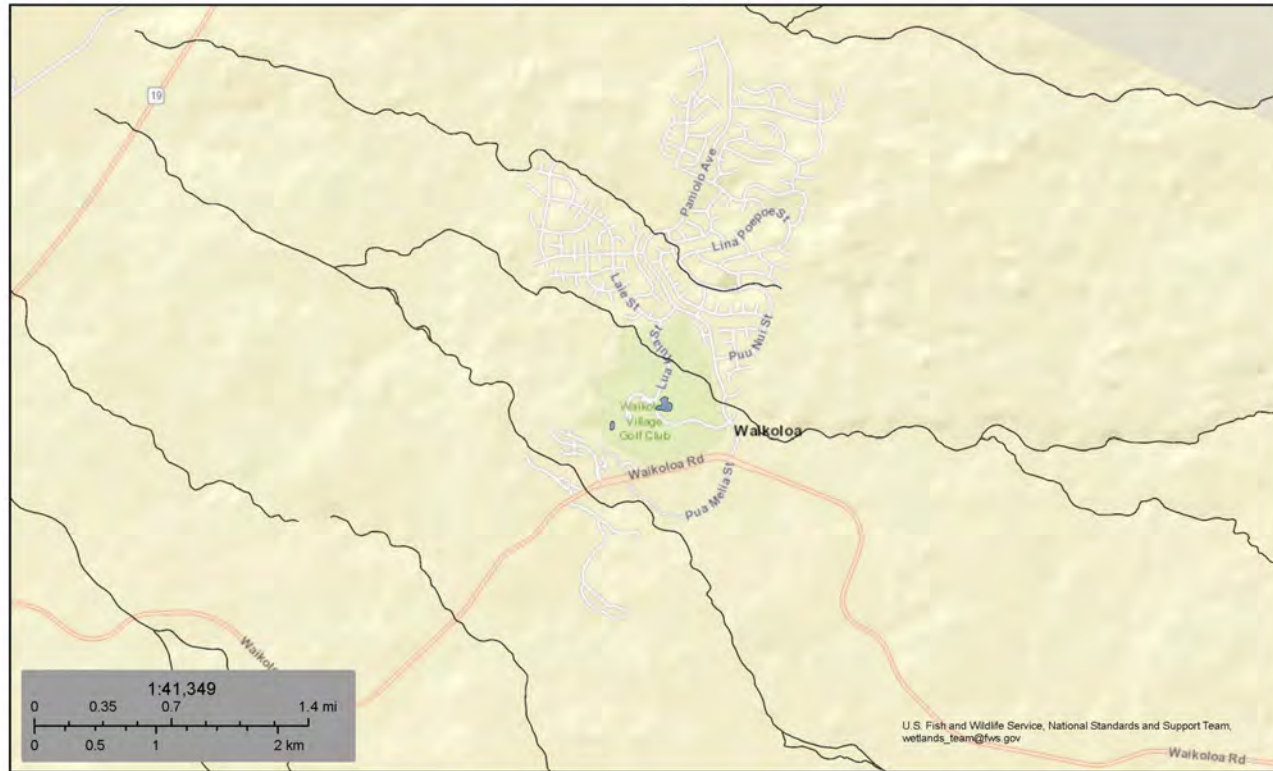 19
Paniolo Ave
Lina Poepoe St
Laie St
Puu Nui St
Lua Kula St
Village
Golf Club
Waikoloa
Waikoloa Rd
Pua Melia St
1:41,349
0 0.35 0.7 1.4 mi
0 0.5 1 2 km
U.S. Fish and Wildlife Service, National Standards and Support Team,
wetlands_team@fws.gov
Waikoloa Rd